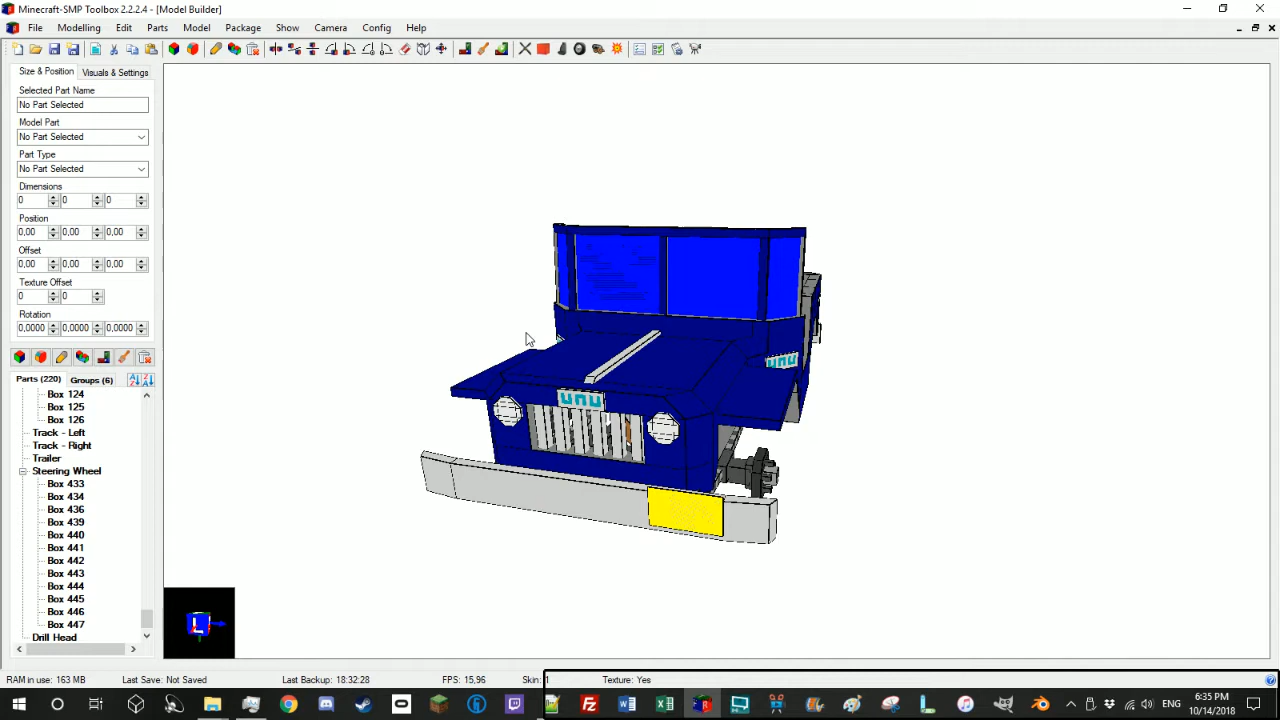 Minecraft-SMP Toolbox 2.2.2.4 - [Model Builder]
File Modelling Edit Parts Model Package Show Camera Config Help
Size & Position Visuals & Settings
Selected Part Name
No Part Selected
Model Part
No Part Selected
Part Type
No Part Selected
Dimensions
0 0 0
Position
0,00 0,00 0,00
Offset
0,00 0,00 0,00
Texture Offset
0 0
Rotation
0,0000 0,0000 0,0000
Parts (220) Groups (6)
Box 124
Box 125
Box 126
Track - Left
Track - Right
Trailer
Steering Wheel
Box 433
Box 434
Box 436
Box 439
Box 440
Box 441
Box 442
Box 443
Box 444
Box 445
Box 446
Box 447
Drill Head
RAM in use: 163 MB Last Save: Not Saved Last Backup: 18:32:28 FPS: 15,96 Skin: 1 Texture: Yes
ENG
6:35 PM
10/14/2018